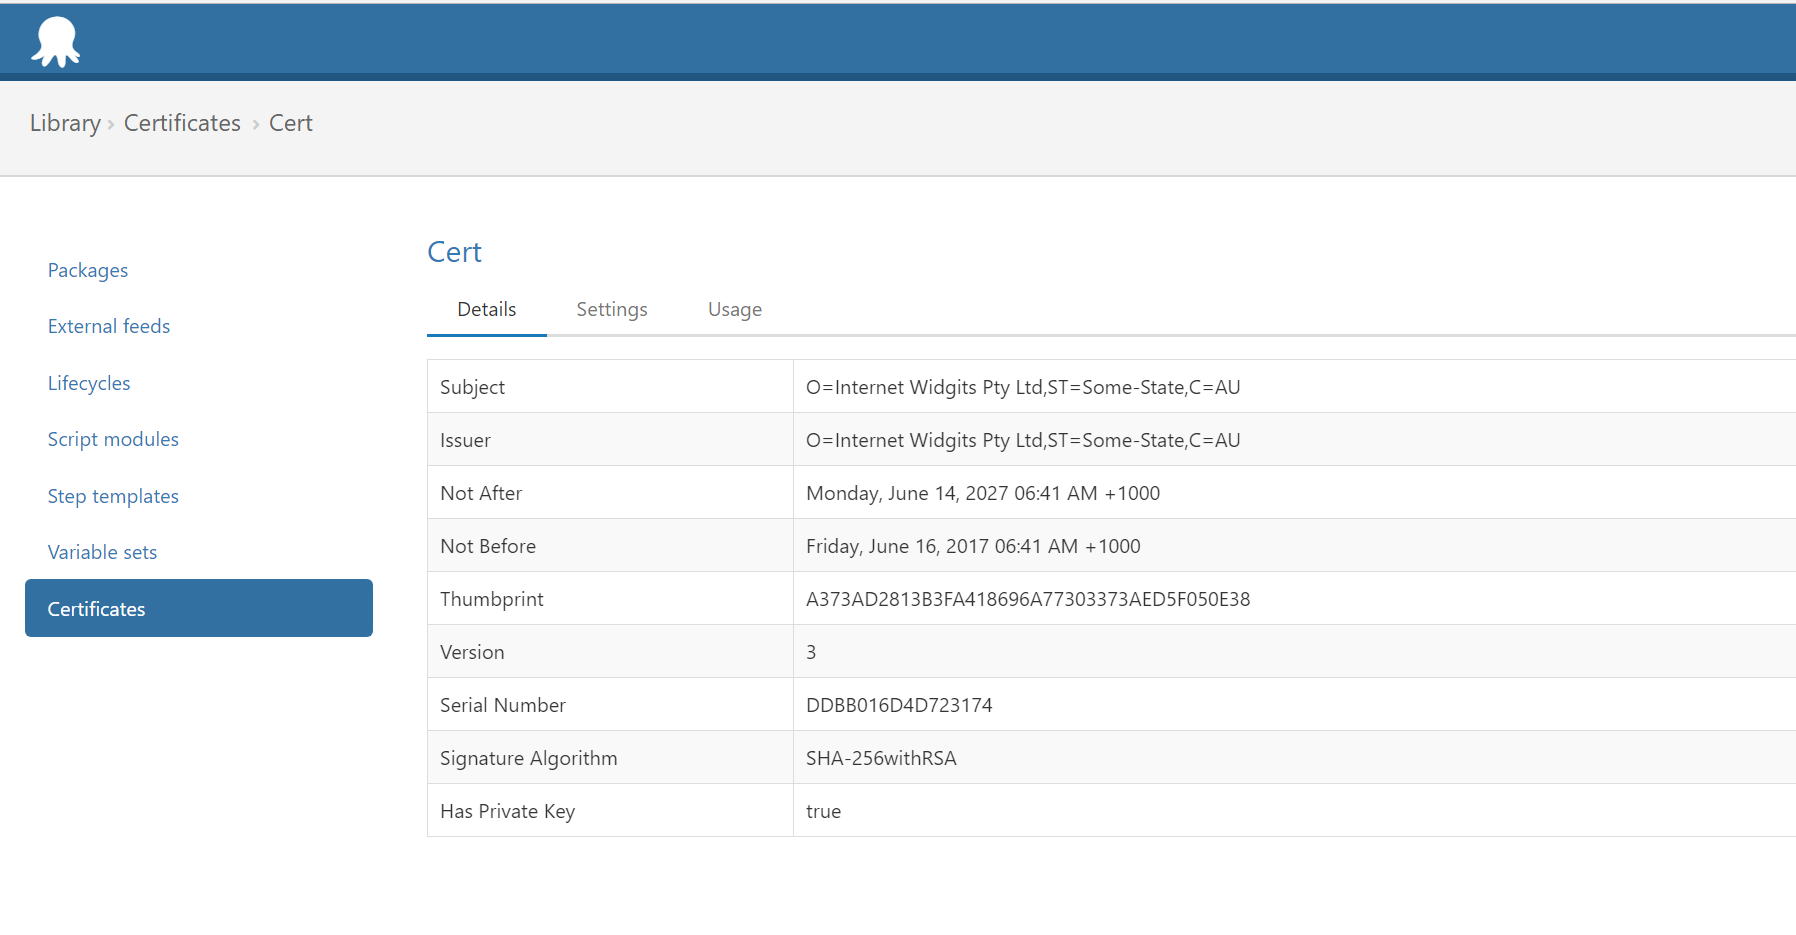 Library › Certificates › Cert
Packages
External feeds
Lifecycles
Script modules
Step templates
Variable sets
Certificates
Cert
Details Settings Usage
Subject O=Internet Widgits Pty Ltd,ST=Some-State,C=AU
Issuer O=Internet Widgits Pty Ltd,ST=Some-State,C=AU
Not After Monday, June 14, 2027 06:41 AM +1000
Not Before Friday, June 16, 2017 06:41 AM +1000
Thumbprint A373AD2813B3FA418696A77303373AED5F050E38
Version 3
Serial Number DDBB016D4D723174
Signature Algorithm SHA-256withRSA
Has Private Key true